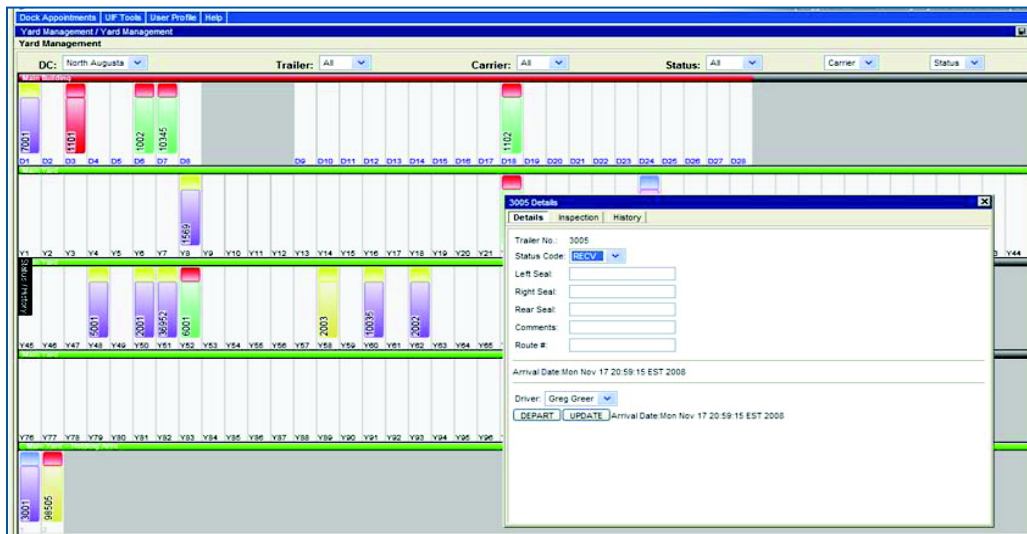 Dock Appointments | UIF Tools | User Profile | Help
Yard Management / Yard Management
Yard Management
DC: North Augusta Trailer: All Carrier: All Status: All Carrier Status
Main Building
7001 1101 1002 10345 1102
D1 D2 D3 D4 D5 D6 D7 D8 D9 D10 D11 D12 D13 D14 D15 D16 D17 D18 D19 D20 D21 D22 D23 D24 D25 D26 D27 D28
Main Yard
1569
Y1 Y2 Y3 Y4 Y5 Y6 Y7 Y8 Y9 Y10 Y11 Y12 Y13 Y14 Y15 Y16 Y17 Y18 Y19 Y20 Y21 Y44
Status / History
5001 2001 36952 6001 2003 10035 2002
Y45 Y46 Y47 Y48 Y49 Y50 Y51 Y52 Y53 Y54 Y55 Y56 Y57 Y58 Y59 Y60 Y61 Y62 Y63 Y64 Y65
Main Yard
Y76 Y77 Y78 Y79 Y80 Y81 Y82 Y83 Y84 Y85 Y86 Y87 Y88 Y89 Y90 Y91 Y92 Y93 Y94 Y95 Y96
3001 98505
1 2
3005 Details
Details Inspection History
Trailer No.: 3005
Status Code: RECV
Left Seal:
Right Seal:
Rear Seal:
Comments:
Route #:
Arrival Date:Mon Nov 17 20:59:15 EST 2008
Driver: Greg Greer
DEPART UPDATE Arrival Date:Mon Nov 17 20:59:15 EST 2008